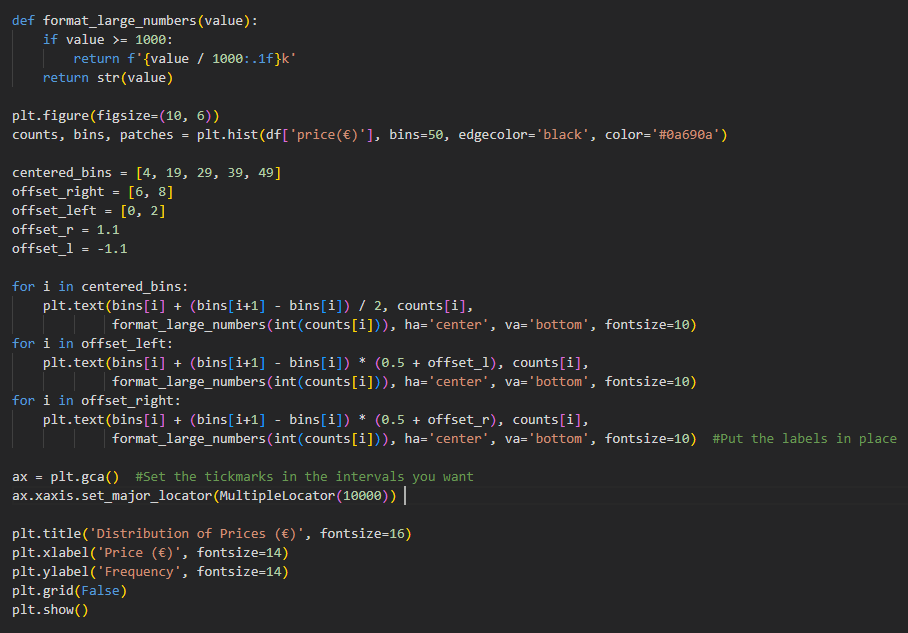 def format_large_numbers(value):
    if value >= 1000:
        return f'{value / 1000:.1f}k'
    return str(value)

plt.figure(figsize=(10, 6))
counts, bins, patches = plt.hist(df['price(€)'], bins=50, edgecolor='black', color='#0a690a')

centered_bins = [4, 19, 29, 39, 49]
offset_right = [6, 8]
offset_left = [0, 2]
offset_r = 1.1
offset_l = -1.1

for i in centered_bins:
    plt.text(bins[i] + (bins[i+1] - bins[i]) / 2, counts[i],
             format_large_numbers(int(counts[i])), ha='center', va='bottom', fontsize=10)
for i in offset_left:
    plt.text(bins[i] + (bins[i+1] - bins[i]) * (0.5 + offset_l), counts[i],
             format_large_numbers(int(counts[i])), ha='center', va='bottom', fontsize=10)
for i in offset_right:
    plt.text(bins[i] + (bins[i+1] - bins[i]) * (0.5 + offset_r), counts[i],
             format_large_numbers(int(counts[i])), ha='center', va='bottom', fontsize=10)  #Put the labels in place

ax = plt.gca()  #Set the tickmarks in the intervals you want
ax.xaxis.set_major_locator(MultipleLocator(10000))

plt.title('Distribution of Prices (€)', fontsize=16)
plt.xlabel('Price (€)', fontsize=14)
plt.ylabel('Frequency', fontsize=14)
plt.grid(False)
plt.show()